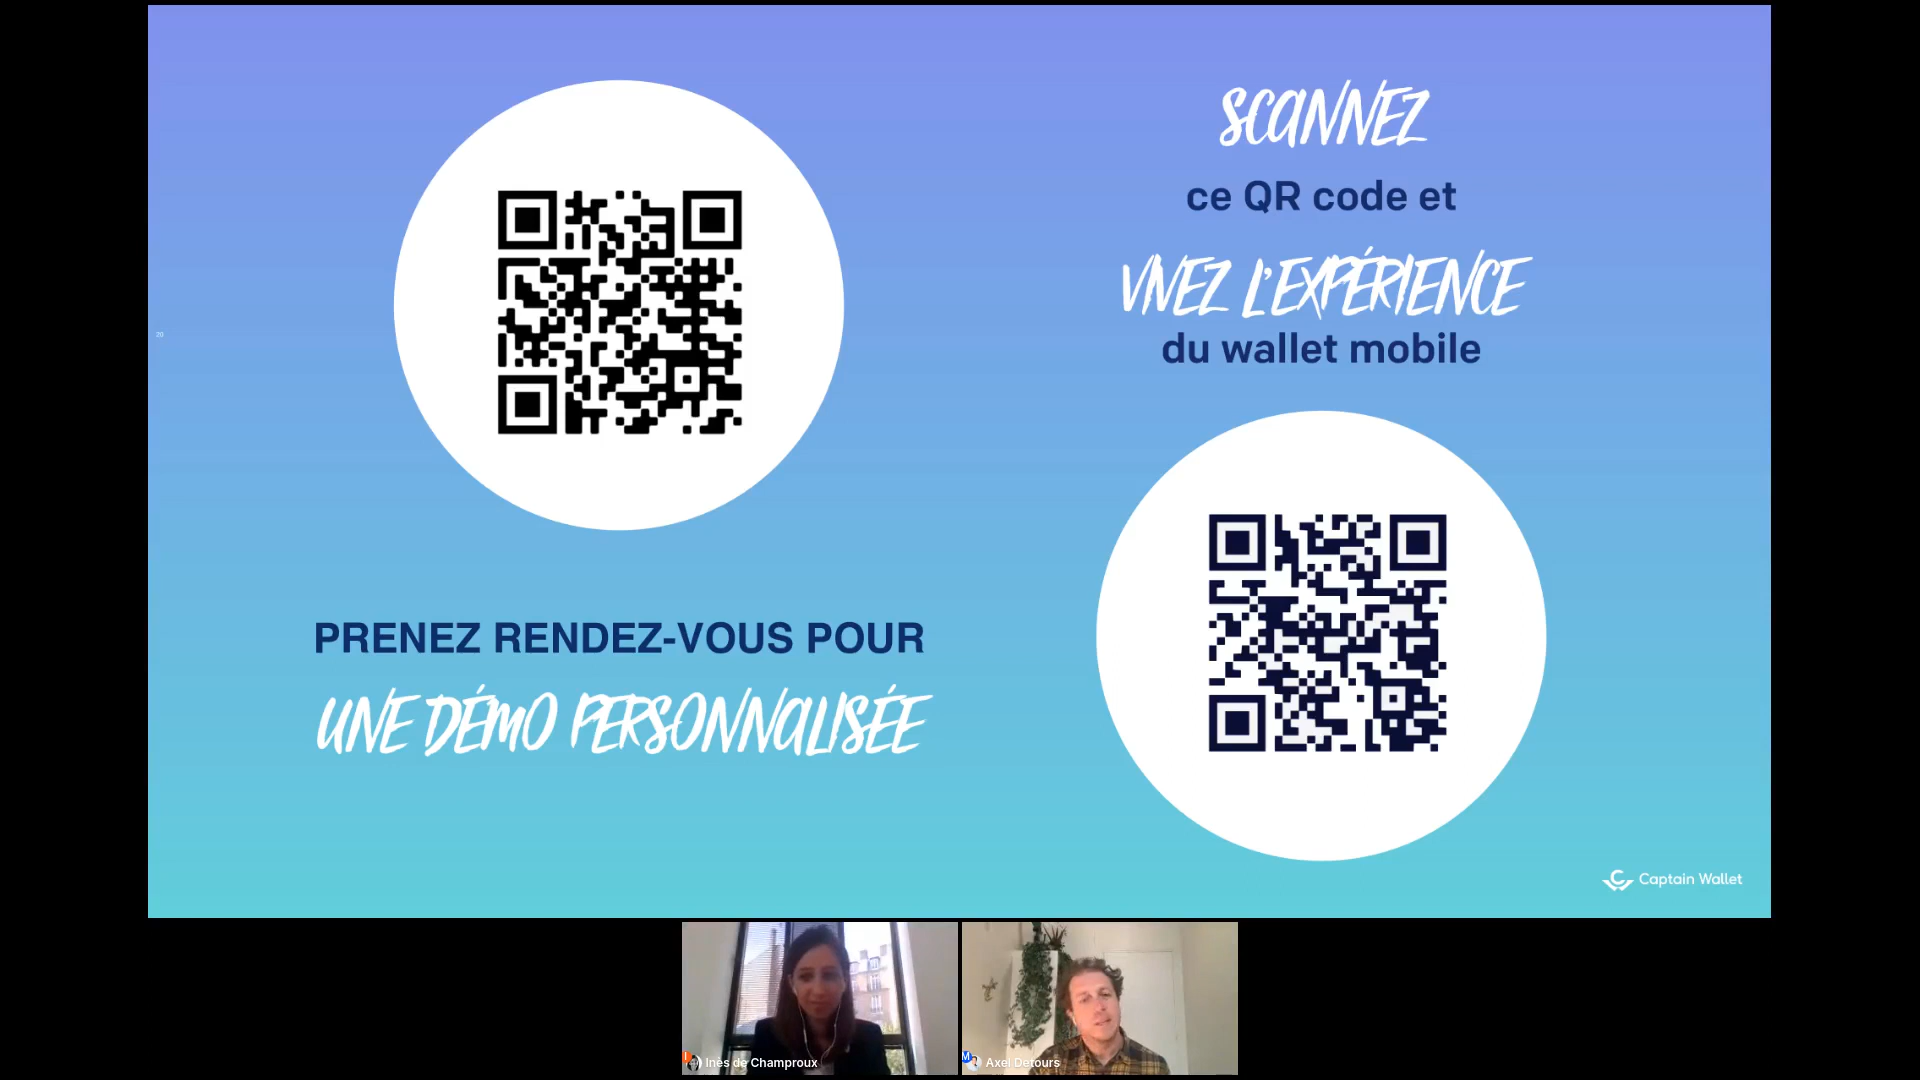 SCANNEZ
ce QR code et
VIVEZ L'EXPÉRIENCE
du wallet mobile
20
PRENEZ RENDEZ-VOUS POUR
UNE DÉMO PERSONNALISÉE
Captain Wallet
Inès de Champroux
Axel Detours